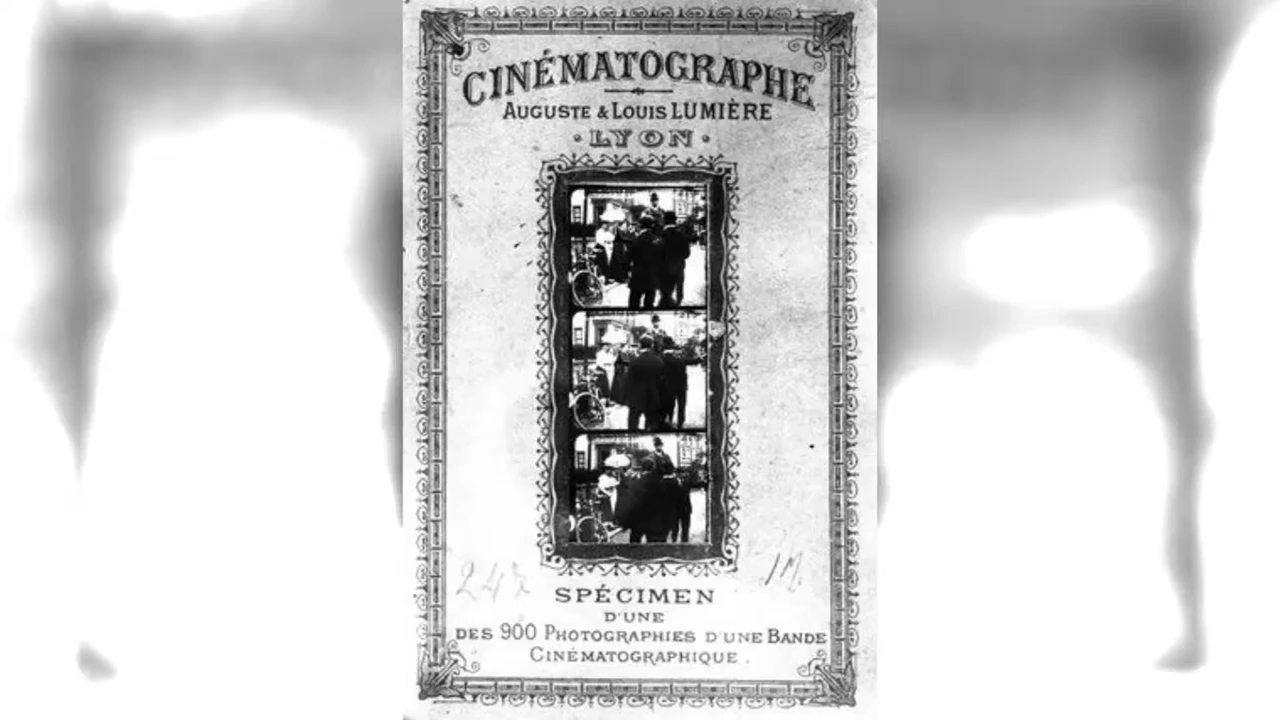 CINÉMATOGRAPHE
AUGUSTE & LOUIS LUMIÈRE
· LYON ·
SPÉCIMEN
D'UNE
DES 900 PHOTOGRAPHIES D'UNE BANDE
CINÉMATOGRAPHIQUE.